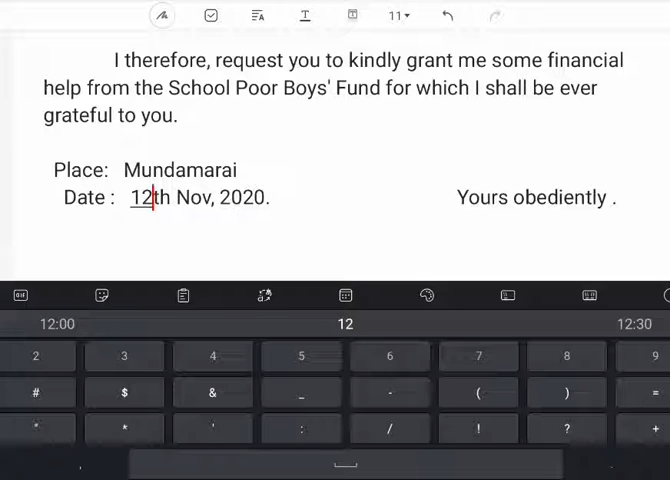 11
I therefore, request you to kindly grant me some financial
help from the School Poor Boys' Fund for which I shall be ever
grateful to you.
Place: Mundamarai
Date : 12th Nov, 2020. Yours obediently .
GIF
12:00 12 12:30
2 3 4 5 6 7 8 9
# $ & _ - ( ) =
" * ' : / ! ? +
, .